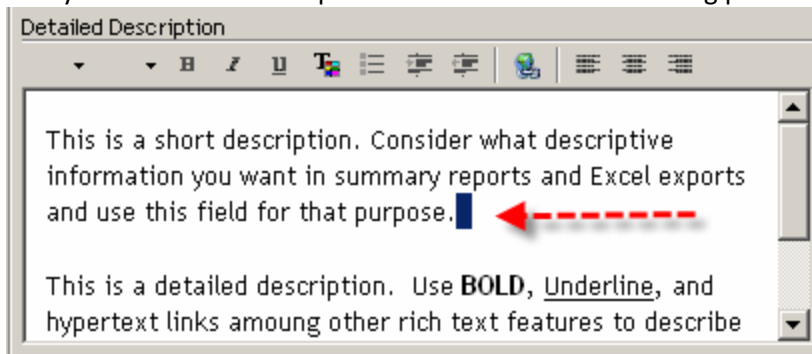 Detailed Description
B I U T
This is a short description. Consider what descriptive
information you want in summary reports and Excel exports
and use this field for that purpose.
This is a detailed description. Use BOLD, Underline, and
hypertext links amoung other rich text features to describe